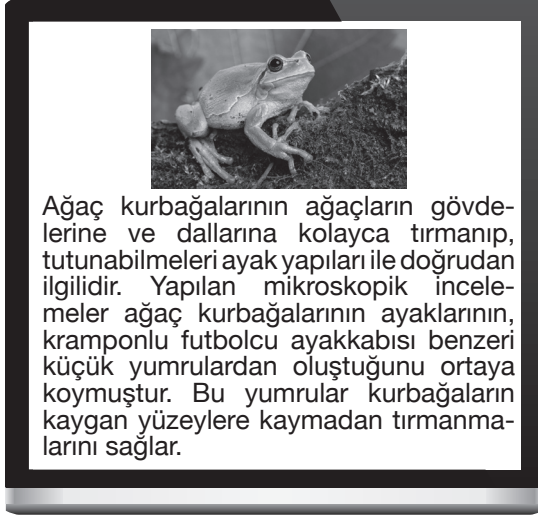 Ağaç kurbağalarının ağaçların gövde-
lerine ve dallarına kolayca tırmanıp,
tutunabilmeleri ayak yapıları ile doğrudan
ilgilidir. Yapılan mikroskopik incele-
meler ağaç kurbağalarının ayaklarının,
kramponlu futbolcu ayakkabısı benzeri
küçük yumrulardan oluştuğunu ortaya
koymuştur. Bu yumrular kurbağaların
kaygan yüzeylere kaymadan tırmanma-
larını sağlar.